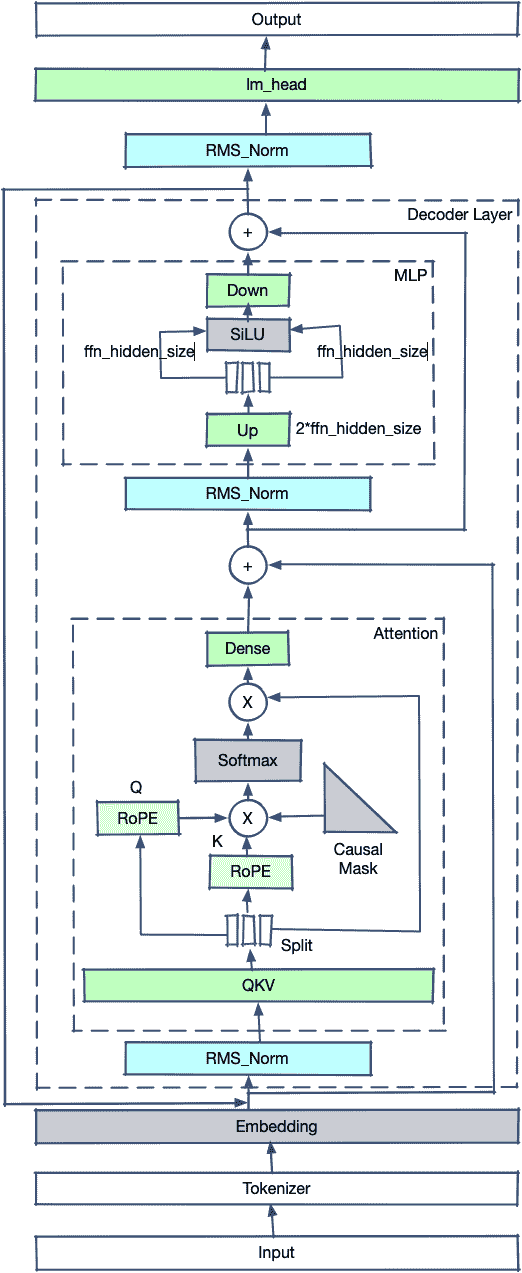 Output
lm_head
RMS_Norm
Decoder Layer
+
MLP
Down
SiLU
ffn_hidden_size
ffn_hidden_size
Up
2*ffn_hidden_size
RMS_Norm
+
Attention
Dense
X
Softmax
Q
RoPE
X
K
Causal
Mask
RoPE
Split
QKV
RMS_Norm
Embedding
Tokenizer
Input